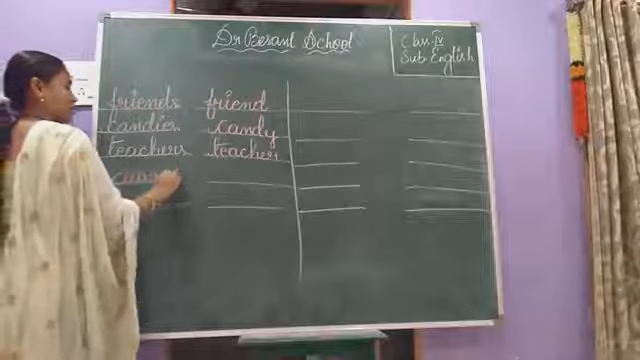 Dr Besant School
Class: IV
Sub: English
friends friend
candies candy
teachers teacher